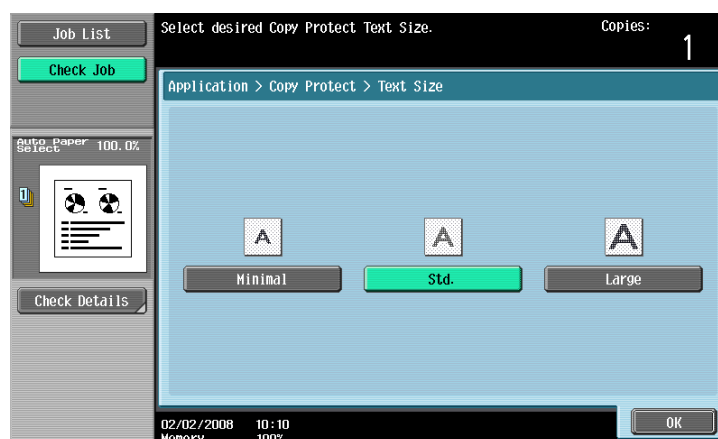 Job List
Check Job
Select desired Copy Protect Text Size.
Copies:
1
Application > Copy Protect > Text Size
Auto Paper
Select
100.0%
1
A
A
A
Minimal
Std.
Large
Check Details
02/02/2008 10:10
Memory 100%
OK